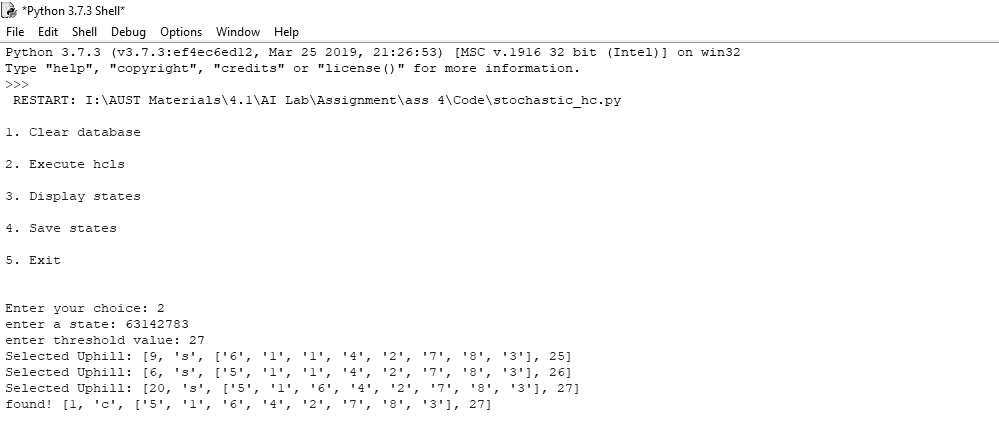 *Python 3.7.3 Shell*
File Edit Shell Debug Options Window Help
Python 3.7.3 (v3.7.3:ef4ec6ed12, Mar 25 2019, 21:26:53) [MSC v.1916 32 bit (Intel)] on win32
Type "help", "copyright", "credits" or "license()" for more information.
>>>
RESTART: I:\AUST Materials\4.1\AI Lab\Assignment\ass 4\Code\stochastic_hc.py
1. Clear database
2. Execute hcls
3. Display states
4. Save states
5. Exit
Enter your choice: 2
enter a state: 63142783
enter threshold value: 27
Selected Uphill: [9, 's', ['6', '1', '1', '4', '2', '7', '8', '3'], 25]
Selected Uphill: [6, 's', ['5', '1', '1', '4', '2', '7', '8', '3'], 26]
Selected Uphill: [20, 's', ['5', '1', '6', '4', '2', '7', '8', '3'], 27]
found! [1, 'c', ['5', '1', '6', '4', '2', '7', '8', '3'], 27]